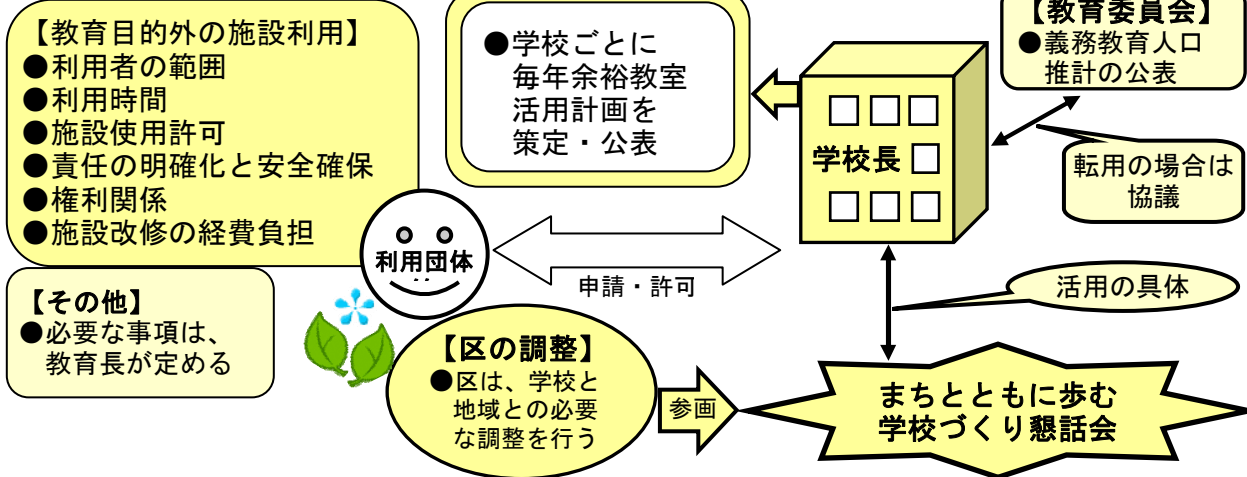 【教育目的外の施設利用】
●利用者の範囲
●利用時間
●施設使用許可
●責任の明確化と安全確保
●権利関係
●施設改修の経費負担
【その他】
●必要な事項は、
教育長が定める
●学校ごとに
毎年余裕教室
活用計画を
策定・公表
学校長
【教育委員会】
●義務教育人口
推計の公表
転用の場合は
協議
利用団体
申請・許可
活用の具体
【区の調整】
●区は、学校と
地域との必要
な調整を行う
参画
まちとともに歩む
学校づくり懇話会